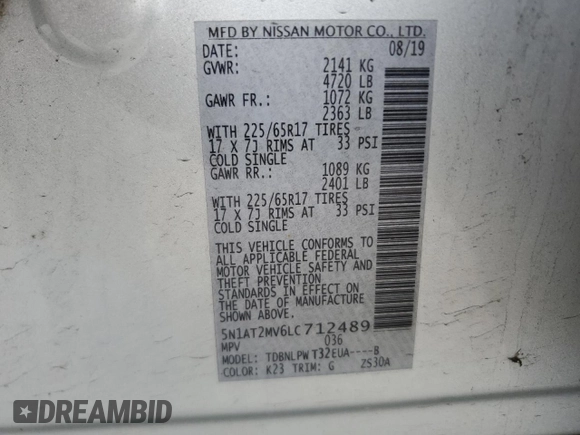 MFD BY NISSAN MOTOR CO., LTD.
DATE: 08/19
GVWR: 2141 KG
4720 LB
GAWR FR.: 1072 KG
2363 LB
WITH 225/65R17 TIRES
17 X 7J RIMS AT 33 PSI
COLD SINGLE
GAWR RR.: 1089 KG
2401 LB
WITH 225/65R17 TIRES
17 X 7J RIMS AT 33 PSI
COLD SINGLE
THIS VEHICLE CONFORMS TO
ALL APPLICABLE FEDERAL
MOTOR VEHICLE SAFETY AND
THEFT PREVENTION
STANDARDS IN EFFECT ON
THE DATE OF MANUFACTURE
SHOWN ABOVE.
5N1AT2MV6LC712489
MPV 036
MODEL: TDBNLPWT32EUA----B
COLOR: K23 TRIM: G ZS30A
DREAMBID